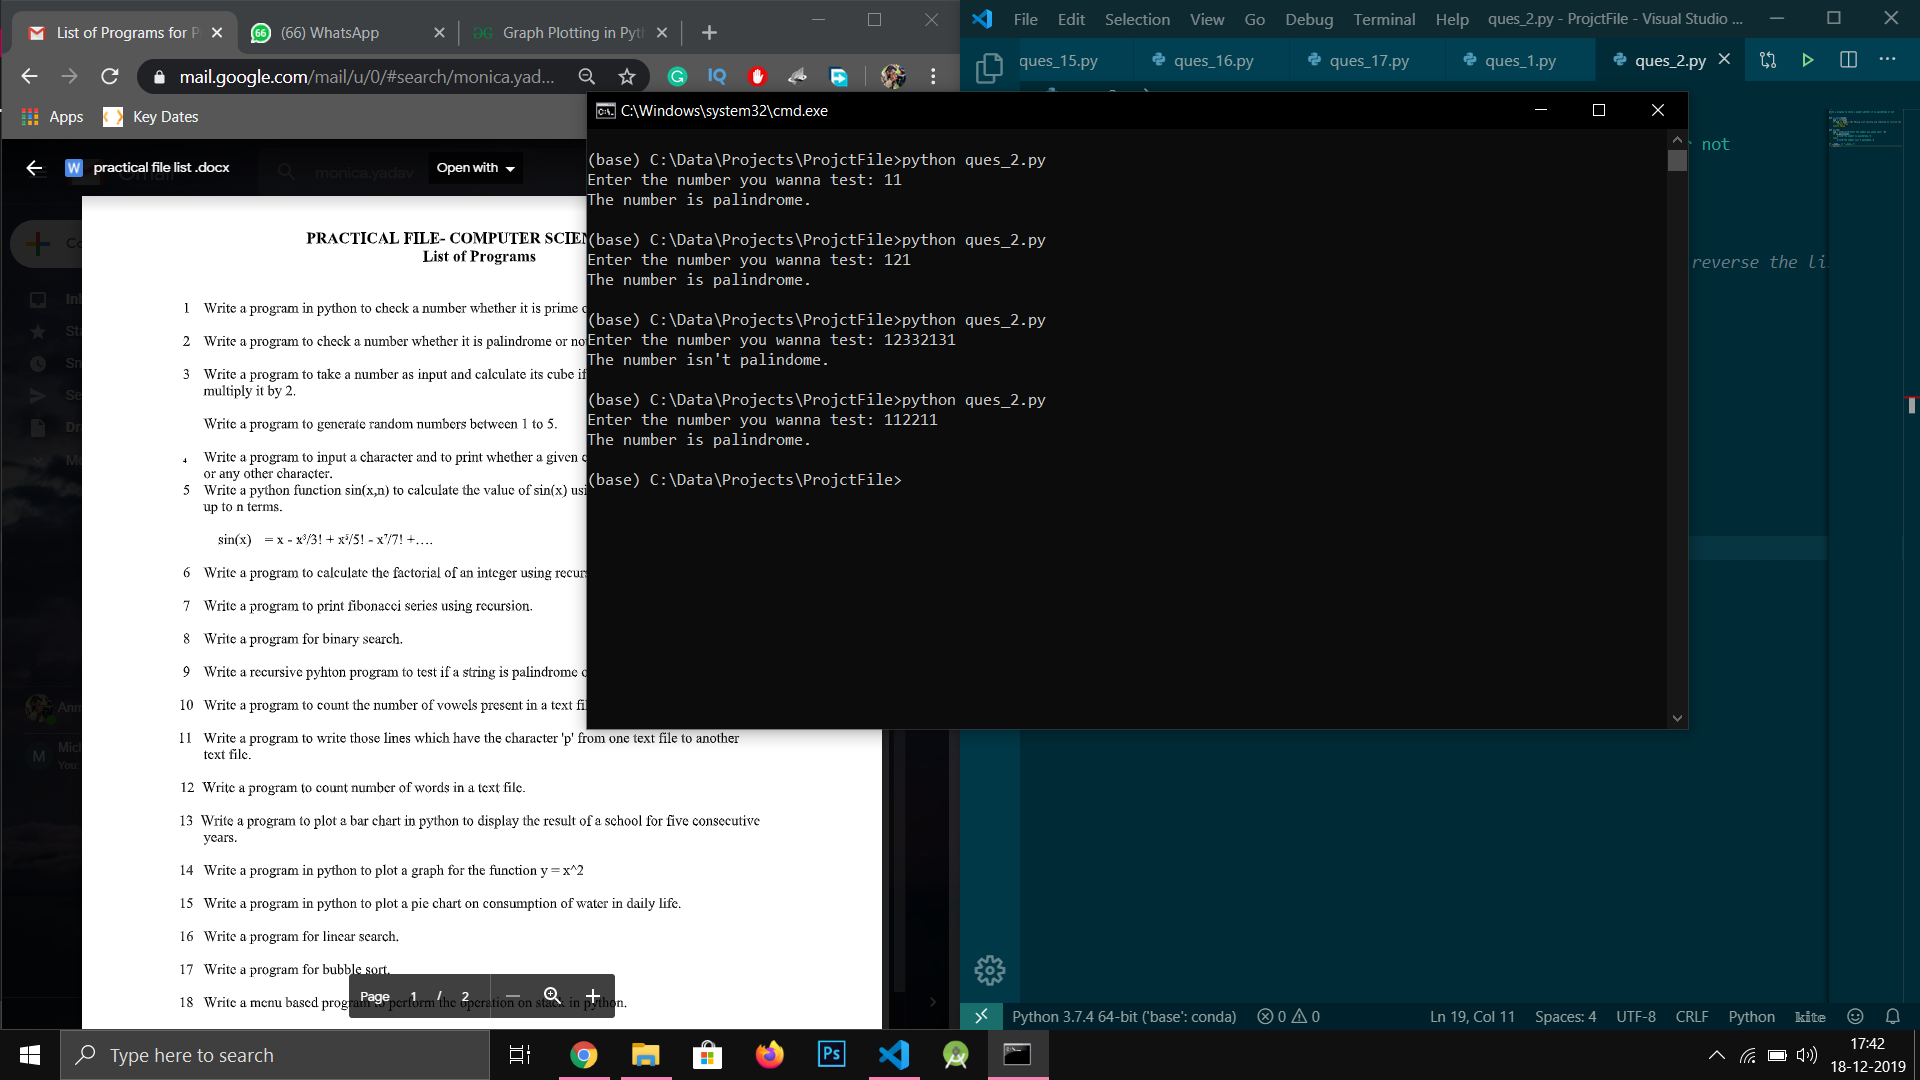 List of Programs for P
(66) WhatsApp
Graph Plotting in Pyt
mail.google.com/mail/u/0/#search/monica.yad...
Apps
Key Dates
practical file list .docx
monica.yadav
Open with
PRACTICAL FILE- COMPUTER SCIEN
List of Programs
1 Write a program in python to check a number whether it is prime
2 Write a program to check a number whether it is palindrome or no
3 Write a program to take a number as input and calculate its cube if
multiply it by 2.
Write a program to generate random numbers between 1 to 5.
4 Write a program to input a character and to print whether a given
or any other character.
5 Write a python function sin(x,n) to calculate the value of sin(x) usi
up to n terms.
sin(x) = x - x³/3! + x⁵/5! - x⁷/7! +….
6 Write a program to calculate the factorial of an integer using recur
7 Write a program to print fibonacci series using recursion.
8 Write a program for binary search.
9 Write a recursive pyhton program to test if a string is palindrome
10 Write a program to count the number of vowels present in a text fi
11 Write a program to write those lines which have the character 'p' from one text file to another
text file.
12 Write a program to count number of words in a text file.
13 Write a program to plot a bar chart in python to display the result of a school for five consecutive
years.
14 Write a program in python to plot a graph for the function y = x^2
15 Write a program in python to plot a pie chart on consumption of water in daily life.
16 Write a program for linear search.
17 Write a program for bubble sort.
18 Write a menu based program to perform the operation on stack in python.
Page 1 / 2
C:\Windows\system32\cmd.exe
(base) C:\Data\Projects\ProjctFile>python ques_2.py
Enter the number you wanna test: 11
The number is palindrome.
(base) C:\Data\Projects\ProjctFile>python ques_2.py
Enter the number you wanna test: 121
The number is palindrome.
(base) C:\Data\Projects\ProjctFile>python ques_2.py
Enter the number you wanna test: 12332131
The number isn't palindome.
(base) C:\Data\Projects\ProjctFile>python ques_2.py
Enter the number you wanna test: 112211
The number is palindrome.
(base) C:\Data\Projects\ProjctFile>
File Edit Selection View Go Debug Terminal Help ques_2.py - ProjctFile - Visual Studio ...
ques_15.py ques_16.py ques_17.py ques_1.py ques_2.py
not
reverse the li
Python 3.7.4 64-bit ('base': conda) 0 0 Ln 19, Col 11 Spaces: 4 UTF-8 CRLF Python kite
Type here to search
Ps
17:42
18-12-2019